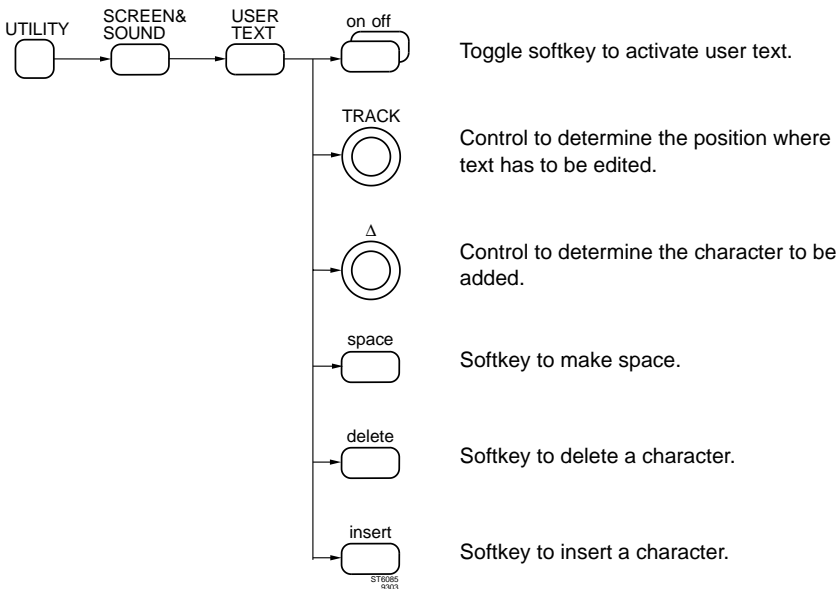 UTILITY
SCREEN&
SOUND
USER
TEXT
on off
Toggle softkey to activate user text.
TRACK
Control to determine the position where
text has to be edited.
Δ
Control to determine the character to be
added.
space
Softkey to make space.
delete
Softkey to delete a character.
insert
Softkey to insert a character.
ST6085
9303